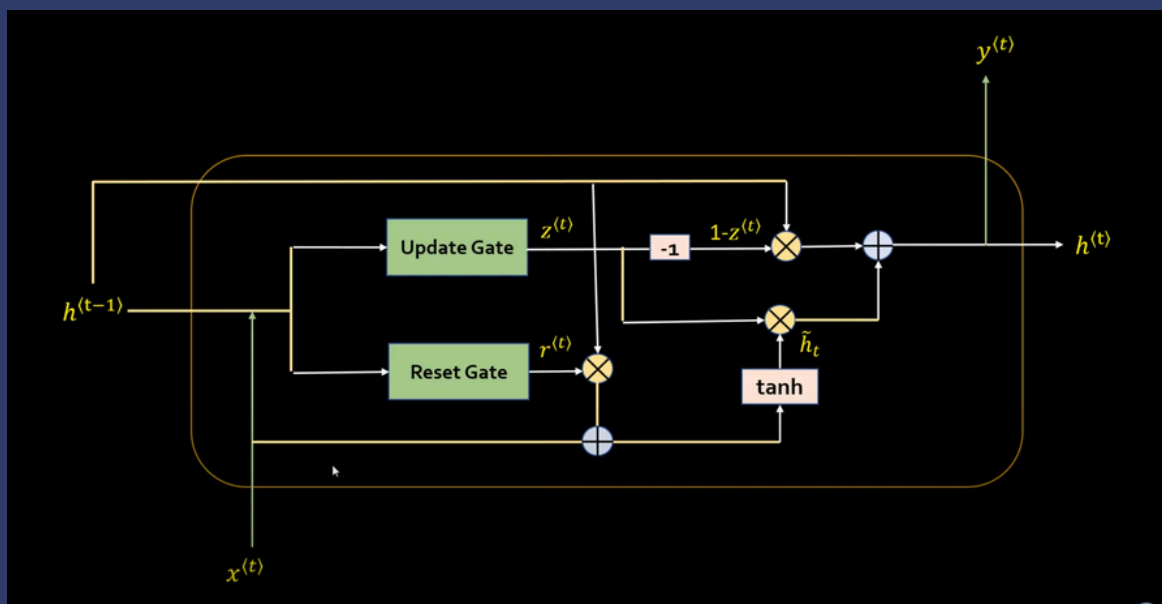 y⟨t⟩
Update Gate
z⟨t⟩
-1
1-z⟨t⟩
h⟨t⟩
h⟨t−1⟩
h̃ₜ
Reset Gate
r⟨t⟩
tanh
x⟨t⟩